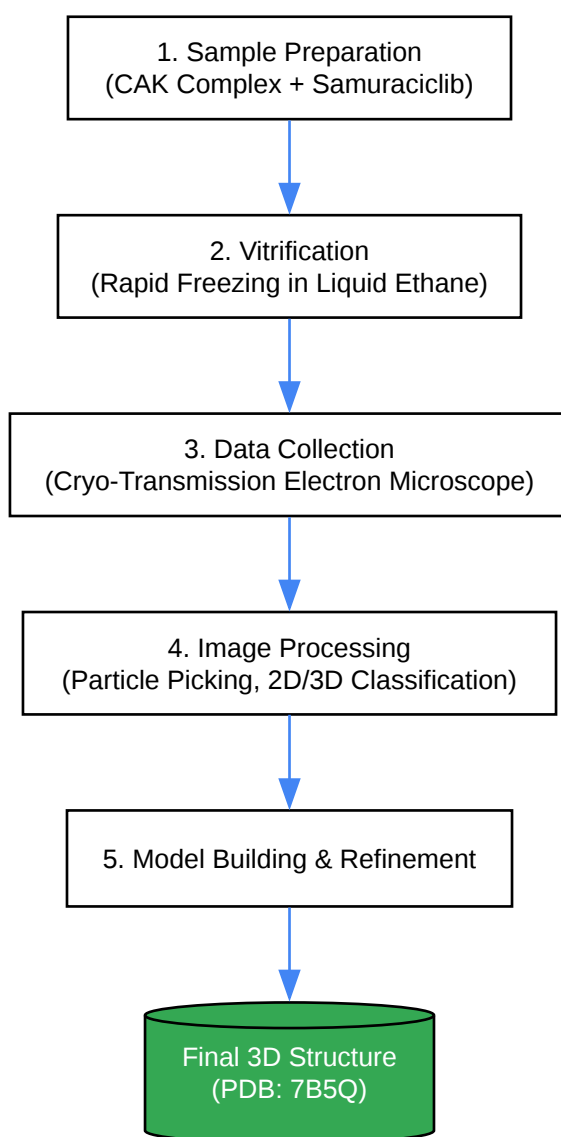 1. Sample Preparation
(CAK Complex + Samuraciclib)
2. Vitrification
(Rapid Freezing in Liquid Ethane)
3. Data Collection
(Cryo-Transmission Electron Microscope)
4. Image Processing
(Particle Picking, 2D/3D Classification)
5. Model Building & Refinement
Final 3D Structure
(PDB: 7B5Q)